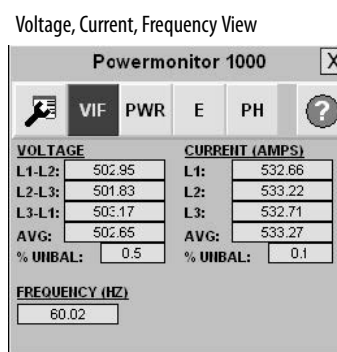 Voltage, Current, Frequency View
Powermonitor 1000 X
VIF PWR E PH ?
VOLTAGE CURRENT (AMPS)
L1-L2: 502.95 L1: 532.66
L2-L3: 501.83 L2: 533.22
L3-L1: 503.17 L3: 532.71
AVG: 502.65 AVG: 533.27
% UNBAL: 0.5 % UNBAL: 0.1
FREQUENCY (HZ)
60.02